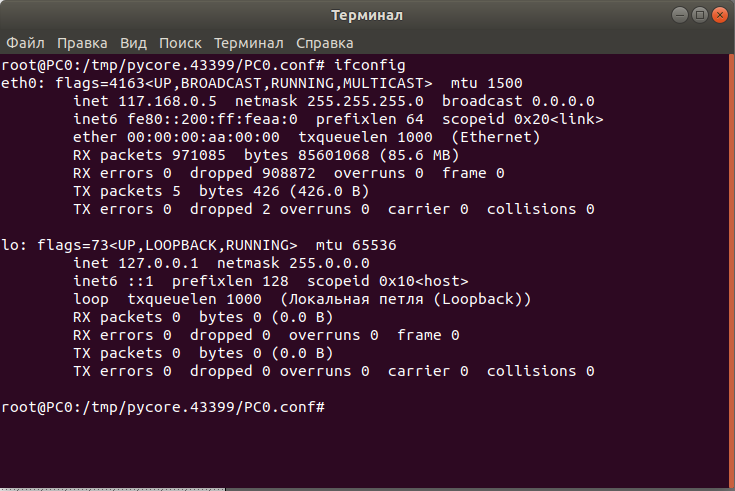 Терминал
Файл Правка Вид Поиск Терминал Справка
root@PC0:/tmp/pycore.43399/PC0.conf# ifconfig
eth0: flags=4163<UP,BROADCAST,RUNNING,MULTICAST>  mtu 1500
        inet 117.168.0.5  netmask 255.255.255.0  broadcast 0.0.0.0
        inet6 fe80::200:ff:feaa:0  prefixlen 64  scopeid 0x20<link>
        ether 00:00:00:aa:00:00  txqueuelen 1000  (Ethernet)
        RX packets 971085  bytes 85601068 (85.6 MB)
        RX errors 0  dropped 908872  overruns 0  frame 0
        TX packets 5  bytes 426 (426.0 B)
        TX errors 0  dropped 2 overruns 0  carrier 0  collisions 0

lo: flags=73<UP,LOOPBACK,RUNNING>  mtu 65536
        inet 127.0.0.1  netmask 255.0.0.0
        inet6 ::1  prefixlen 128  scopeid 0x10<host>
        loop  txqueuelen 1000  (Локальная петля (Loopback))
        RX packets 0  bytes 0 (0.0 B)
        RX errors 0  dropped 0  overruns 0  frame 0
        TX packets 0  bytes 0 (0.0 B)
        TX errors 0  dropped 0 overruns 0  carrier 0  collisions 0

root@PC0:/tmp/pycore.43399/PC0.conf#